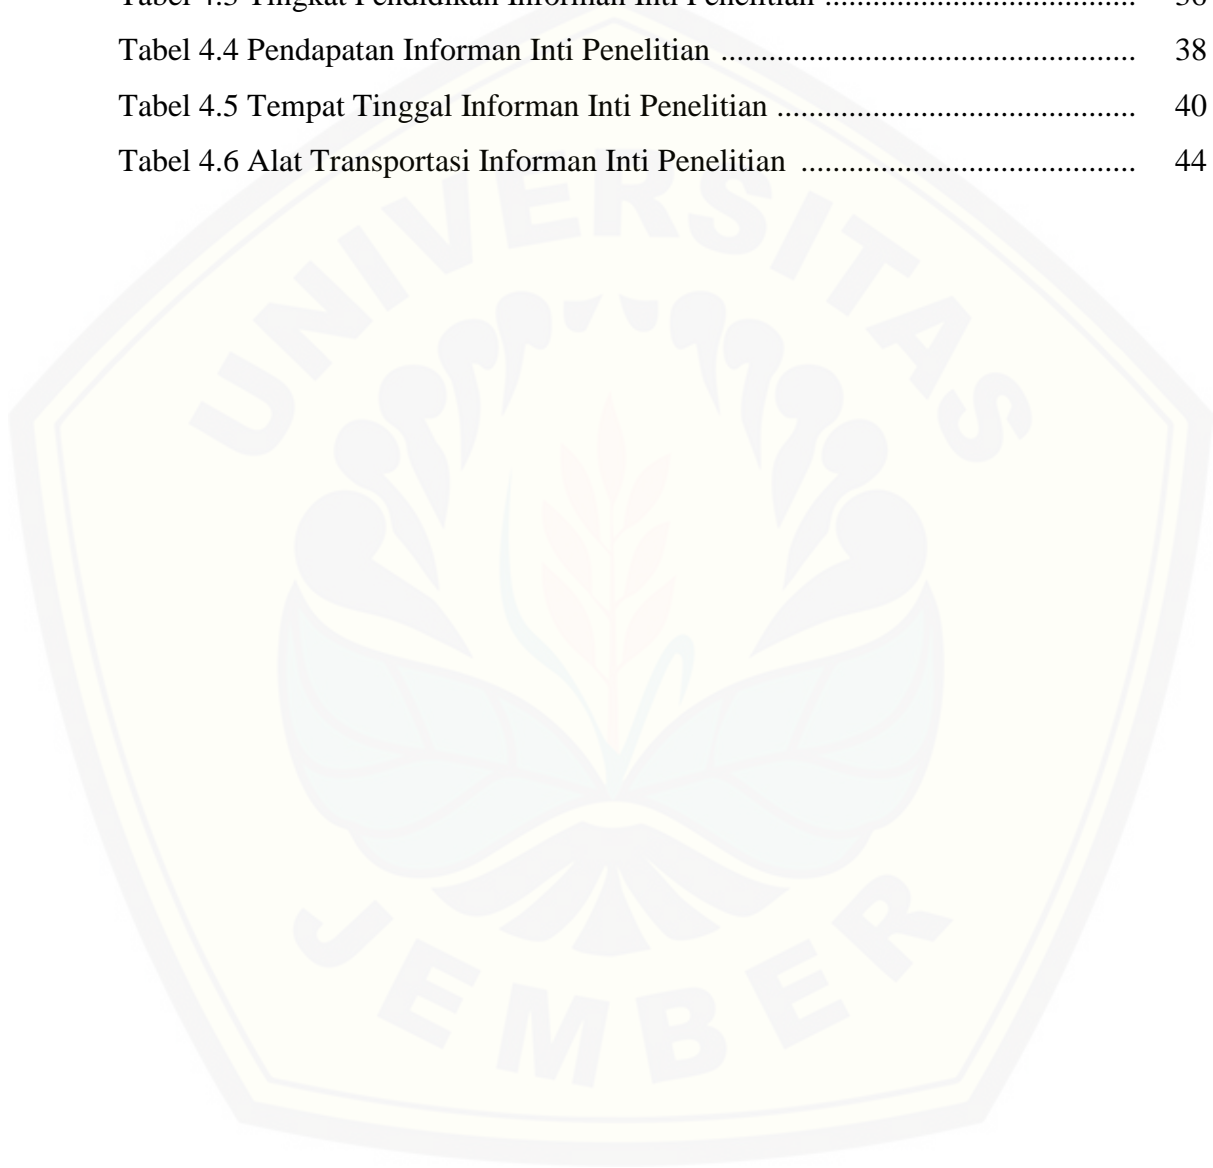 Tabel 4.3 Tingkat Pendidikan Informan Inti Penelitian ....................................... 36
Tabel 4.4 Pendapatan Informan Inti Penelitian .................................................... 38
Tabel 4.5 Tempat Tinggal Informan Inti Penelitian ............................................. 40
Tabel 4.6 Alat Transportasi Informan Inti Penelitian .......................................... 44
UNIVERSITAS
JEMBER